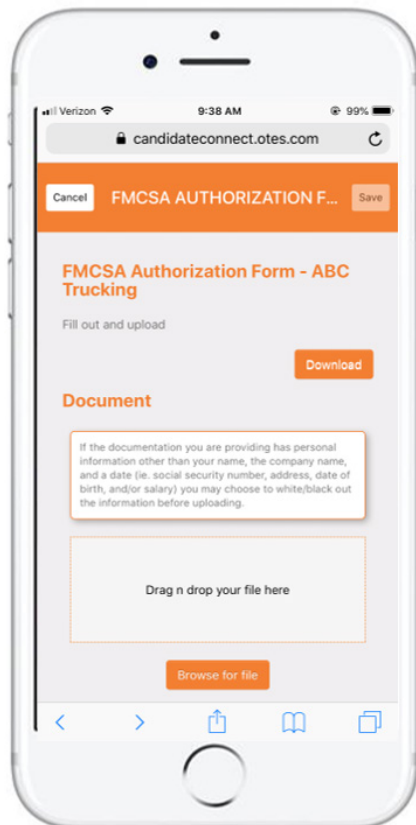 Verizon 9:38 AM 99%
candidateconnect.otes.com
Cancel FMCSA AUTHORIZATION F... Save
FMCSA Authorization Form - ABC
Trucking
Fill out and upload
Download
Document
If the documentation you are providing has personal
information other than your name, the company name,
and a date (ie. social security number, address, date of
birth, and/or salary) you may choose to white/black out
the information before uploading.
Drag n drop your file here
Browse for file